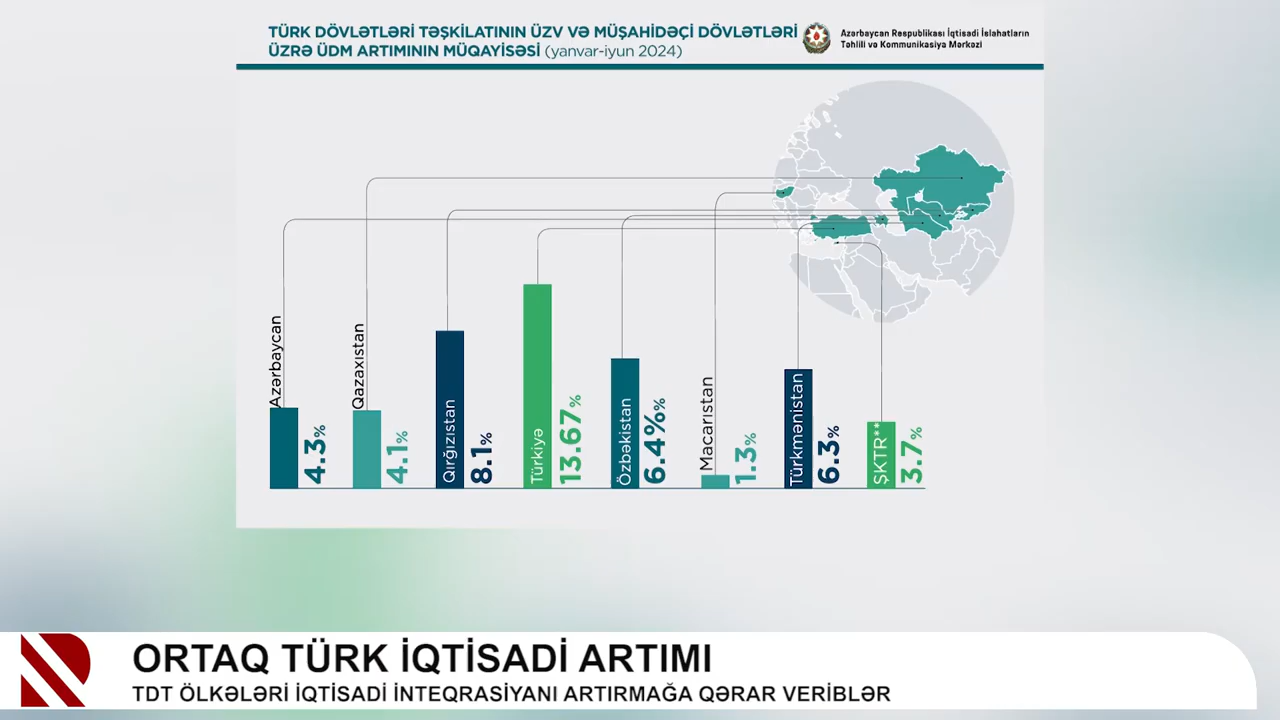 TÜRK DÖVLƏTLƏRİ TƏŞKİLATININ ÜZV VƏ MÜŞAHİDƏÇİ DÖVLƏTLƏRİ
ÜZRƏ ÜDM ARTIMININ MÜQAYİSƏSİ (yanvar-iyun 2024)
Azərbaycan Respublikası İqtisadi İslahatların
Təhlili və Kommunikasiya Mərkəzi
Azərbaycan
4.3%
Qazaxıstan
4.1%
Qırğızıstan
8.1%
Türkiyə
13.67%
Özbəkistan
6.4%%
Macarıstan
1.3%
Türkmənistan
6.3%
ŞKTR**
3.7%
ORTAQ TÜRK İQTİSADİ ARTIMI
TDT ÖLKƏLƏRİ İQTİSADİ İNTEQRASİYANI ARTIRMAĞA QƏRAR VERİBLƏR